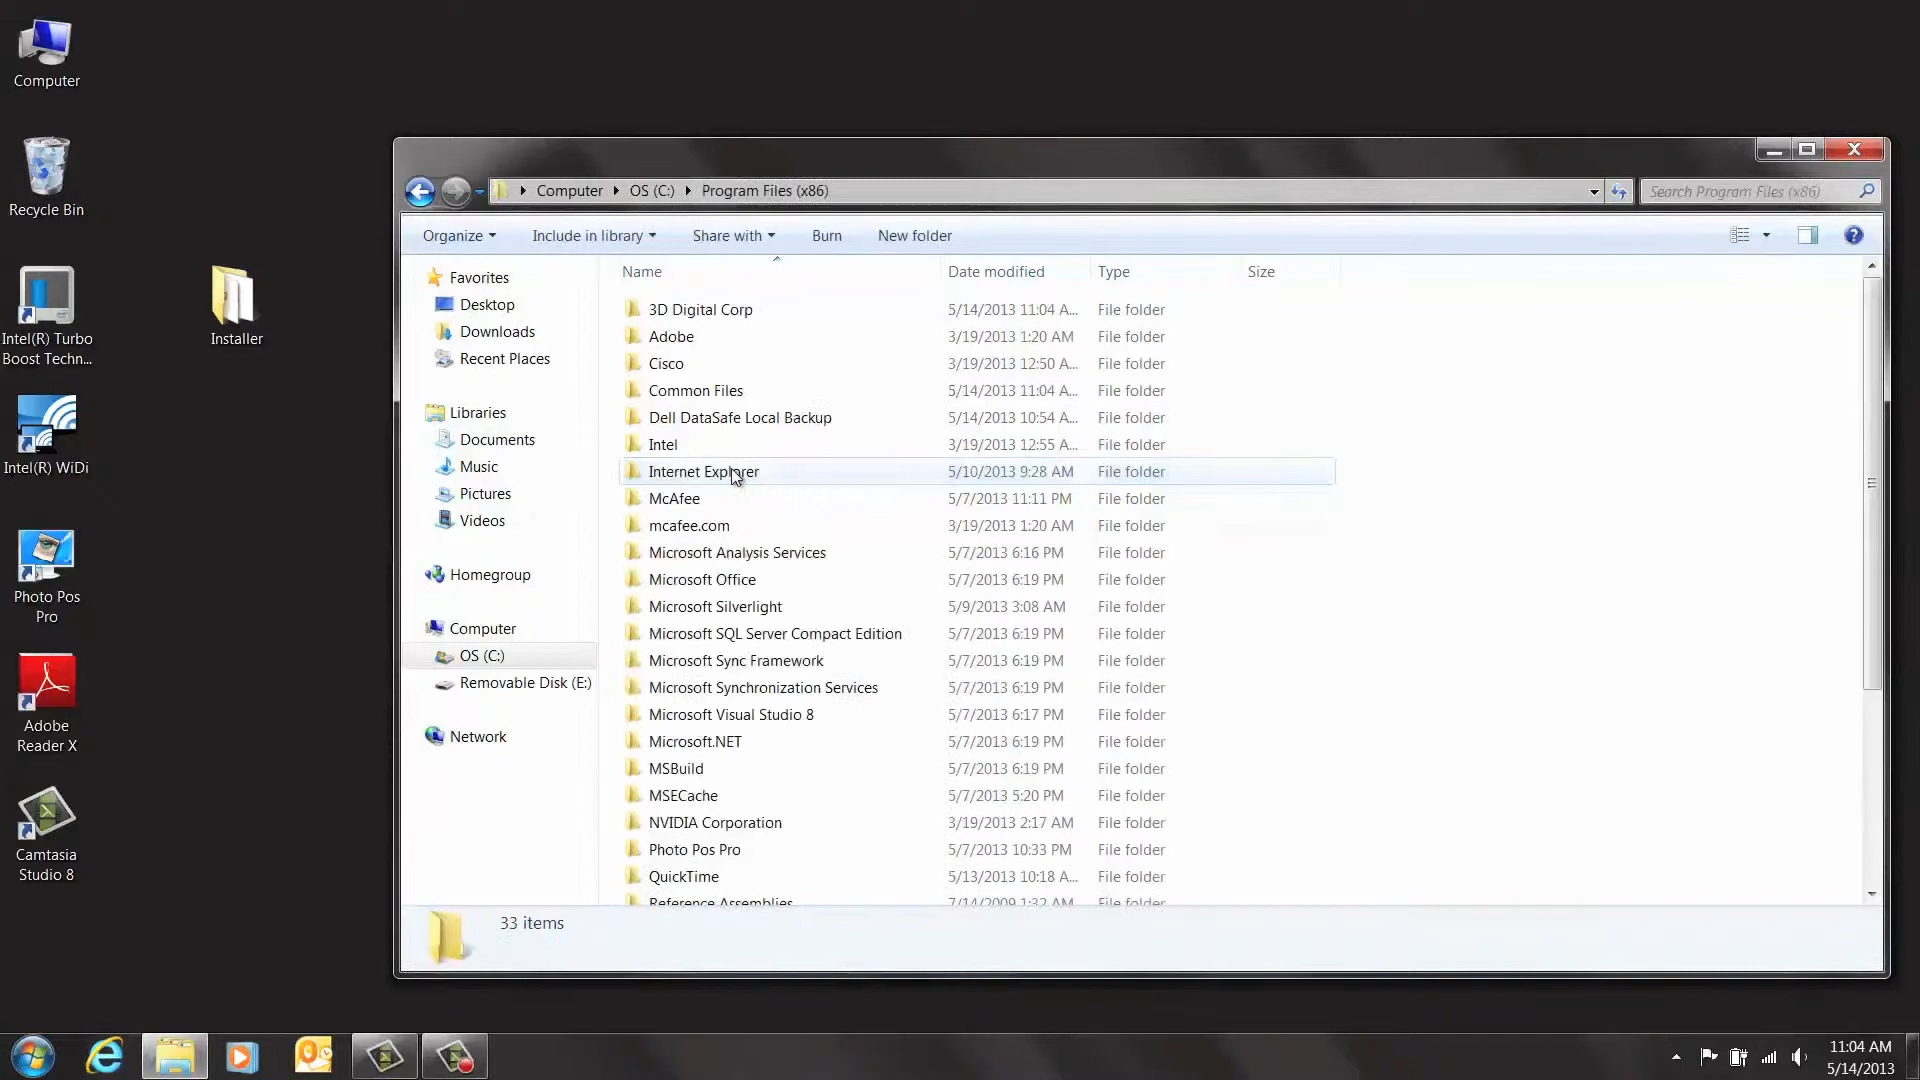 Computer
Recycle Bin
Intel(R) Turbo
Boost Techn...
Intel(R) WiDi
Photo Pos
Pro
Adobe
Reader X
Camtasia
Studio 8
Installer
Computer OS (C:) Program Files (x86)
Search Program Files (x86)
Organize Include in library Share with Burn New folder
Favorites
Desktop
Downloads
Recent Places
Libraries
Documents
Music
Pictures
Videos
Homegroup
Computer
OS (C:)
Removable Disk (E:)
Network
Name Date modified Type Size
3D Digital Corp 5/14/2013 11:04 A... File folder
Adobe 3/19/2013 1:20 AM File folder
Cisco 3/19/2013 12:50 A... File folder
Common Files 5/14/2013 11:04 A... File folder
Dell DataSafe Local Backup 5/14/2013 10:54 A... File folder
Intel 3/19/2013 12:55 A... File folder
Internet Explorer 5/10/2013 9:28 AM File folder
McAfee 5/7/2013 11:11 PM File folder
mcafee.com 3/19/2013 1:20 AM File folder
Microsoft Analysis Services 5/7/2013 6:16 PM File folder
Microsoft Office 5/7/2013 6:19 PM File folder
Microsoft Silverlight 5/9/2013 3:08 AM File folder
Microsoft SQL Server Compact Edition 5/7/2013 6:19 PM File folder
Microsoft Sync Framework 5/7/2013 6:19 PM File folder
Microsoft Synchronization Services 5/7/2013 6:19 PM File folder
Microsoft Visual Studio 8 5/7/2013 6:17 PM File folder
Microsoft.NET 5/7/2013 6:19 PM File folder
MSBuild 5/7/2013 6:19 PM File folder
MSECache 5/7/2013 5:20 PM File folder
NVIDIA Corporation 3/19/2013 2:17 AM File folder
Photo Pos Pro 5/7/2013 10:33 PM File folder
QuickTime 5/13/2013 10:18 A... File folder
Reference Assemblies 7/14/2009 1:32 AM File folder
33 items
11:04 AM
5/14/2013